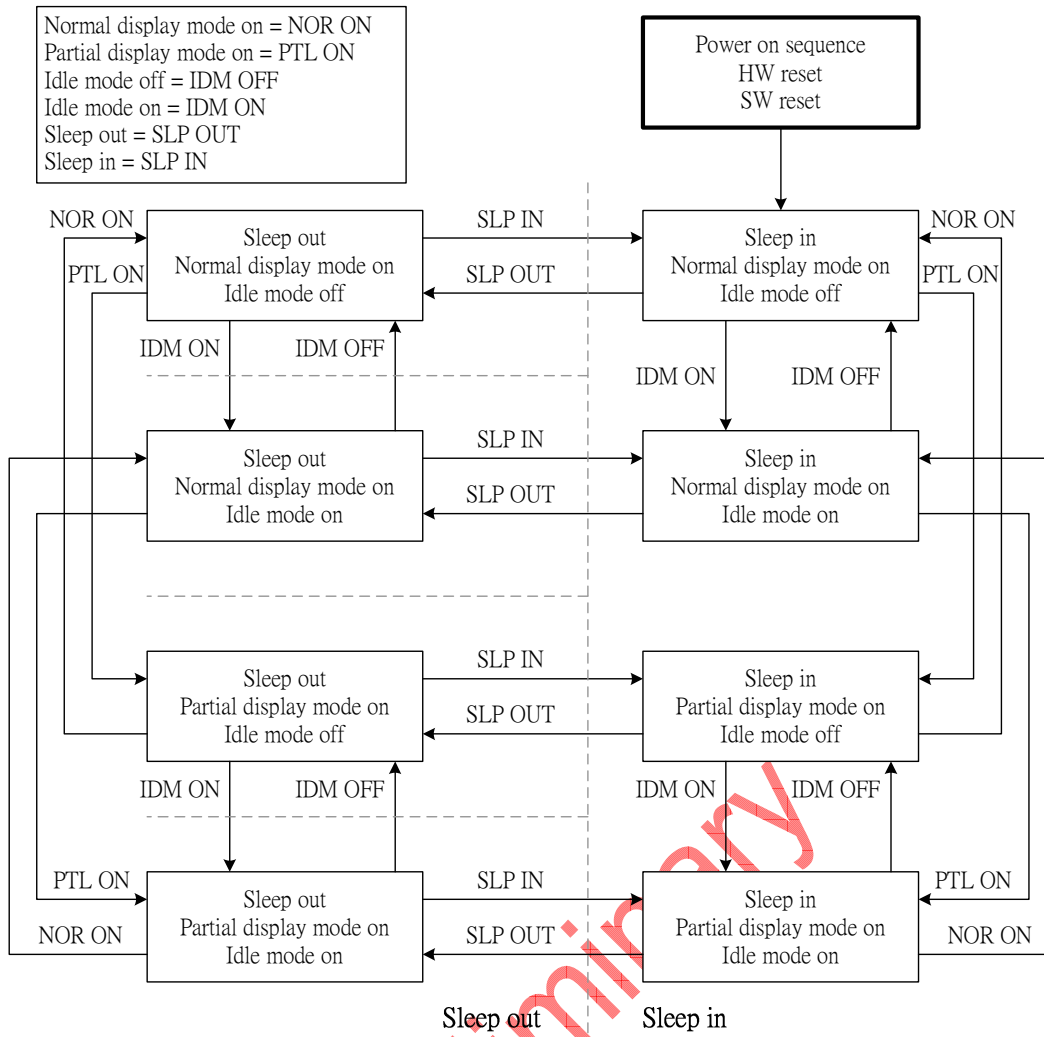 Normal display mode on = NOR ON
Partial display mode on = PTL ON
Idle mode off = IDM OFF
Idle mode on = IDM ON
Sleep out = SLP OUT
Sleep in = SLP IN
Power on sequence
HW reset
SW reset
NOR ON
PTL ON
Sleep out
Normal display mode on
Idle mode off
SLP IN
SLP OUT
Sleep in
Normal display mode on
Idle mode off
NOR ON
PTL ON
IDM ON
IDM OFF
IDM ON
IDM OFF
Sleep out
Normal display mode on
Idle mode on
SLP IN
SLP OUT
Sleep in
Normal display mode on
Idle mode on
Sleep out
Partial display mode on
Idle mode off
SLP IN
SLP OUT
Sleep in
Partial display mode on
Idle mode off
IDM ON
IDM OFF
IDM ON
IDM OFF
PTL ON
NOR ON
Sleep out
Partial display mode on
Idle mode on
SLP IN
SLP OUT
Sleep in
Partial display mode on
Idle mode on
PTL ON
NOR ON
Sleep out
Sleep in